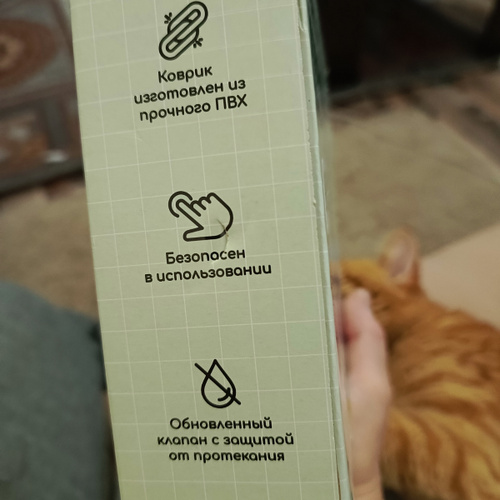 Коврик
изготовлен из
прочного ПВХ
Безопасен
в использовании
Обновленный
клапан с защитой
от протекания